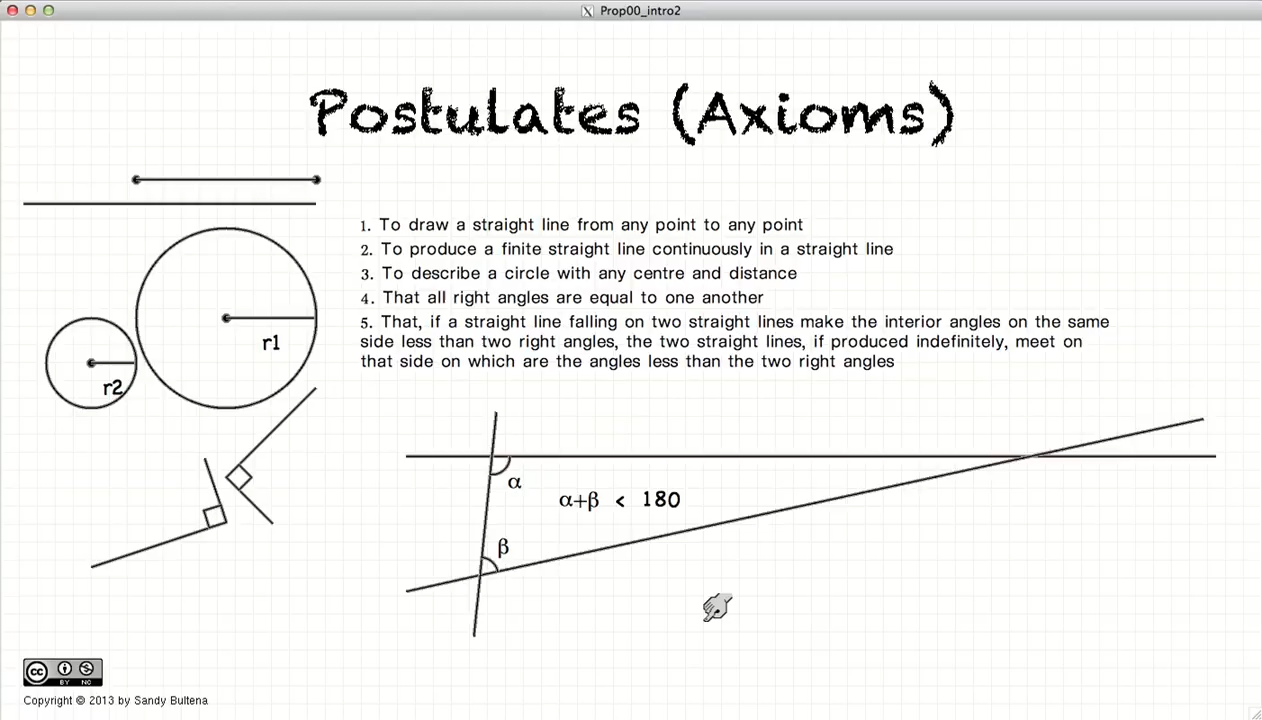 Prop00_intro2
Postulates (Axioms)
1. To draw a straight line from any point to any point
2. To produce a finite straight line continuously in a straight line
3. To describe a circle with any centre and distance
4. That all right angles are equal to one another
5. That, if a straight line falling on two straight lines make the interior angles on the same
side less than two right angles, the two straight lines, if produced indefinitely, meet on
that side on which are the angles less than the two right angles
r1
r2
α
α+β < 180
β
cc
BY NC
Copyright © 2013 by Sandy Bultena